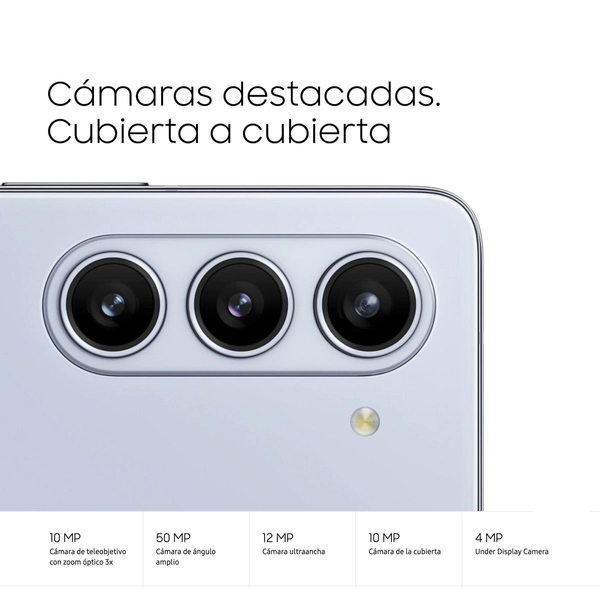 Cámaras destacadas.
Cubierta a cubierta
10 MP
Cámara de teleobjetivo
con zoom óptico 3x
50 MP
Cámara de ángulo
amplio
12 MP
Cámara ultraancha
10 MP
Cámara de la cubierta
4 MP
Under Display Camera